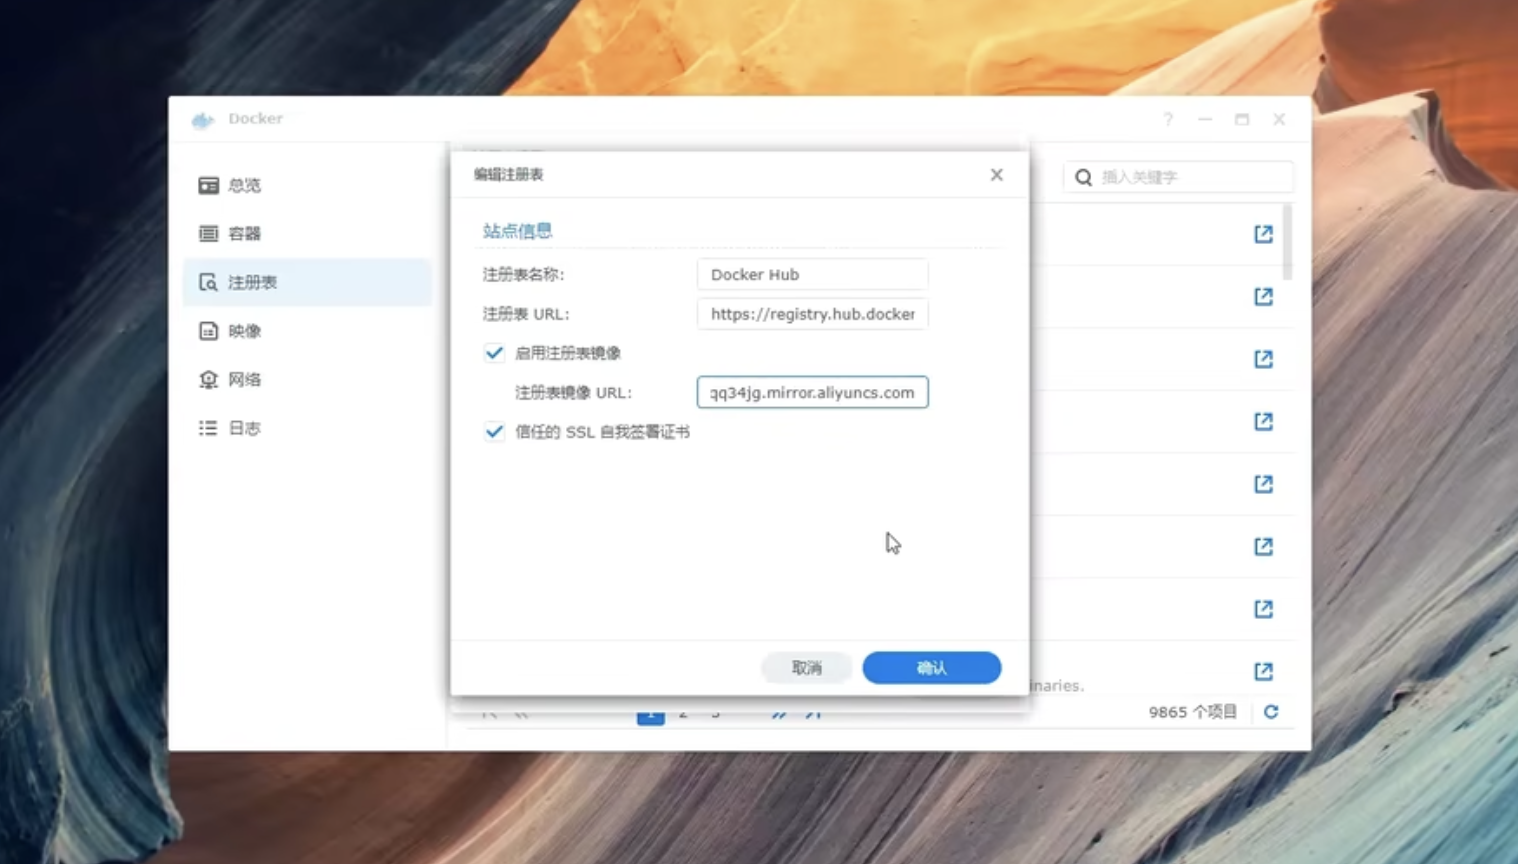 Docker
总览
容器
注册表
映像
网络
日志
插入关键字
编辑注册表
站点信息
注册表名称:
Docker Hub
注册表 URL:
https://registry.hub.docker
启用注册表镜像
注册表镜像 URL:
qq34jg.mirror.aliyuncs.com
信任的 SSL 自我签署证书
取消
确认
inaries.
1 2 3
9865 个项目